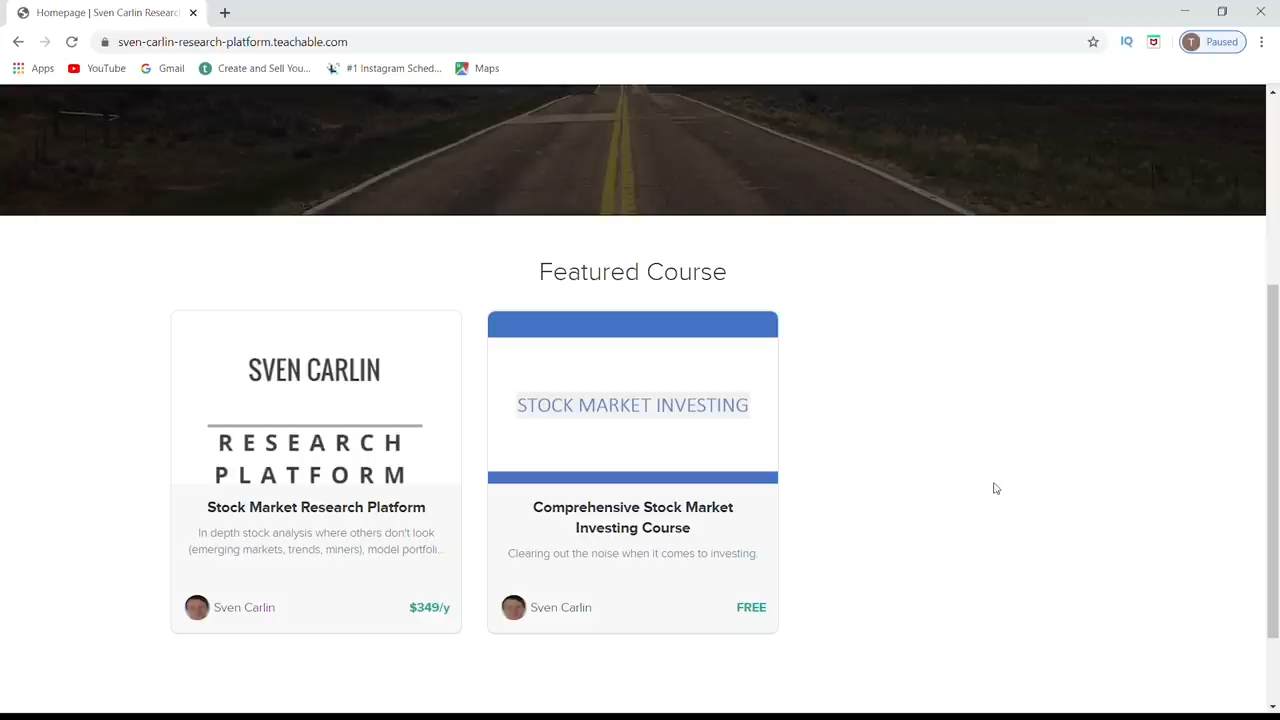 Homepage | Sven Carlin Researc
sven-carlin-research-platform.teachable.com
IQ
T
Paused
Apps
YouTube
Gmail
Create and Sell You...
#1 Instagram Sched...
Maps
Featured Course
SVEN CARLIN
RESEARCH
PLATFORM
Stock Market Research Platform
In depth stock analysis where others don't look
(emerging markets, trends, miners), model portfoli...
Sven Carlin
$349/y
STOCK MARKET INVESTING
Comprehensive Stock Market
Investing Course
Clearing out the noise when it comes to investing.
Sven Carlin
FREE